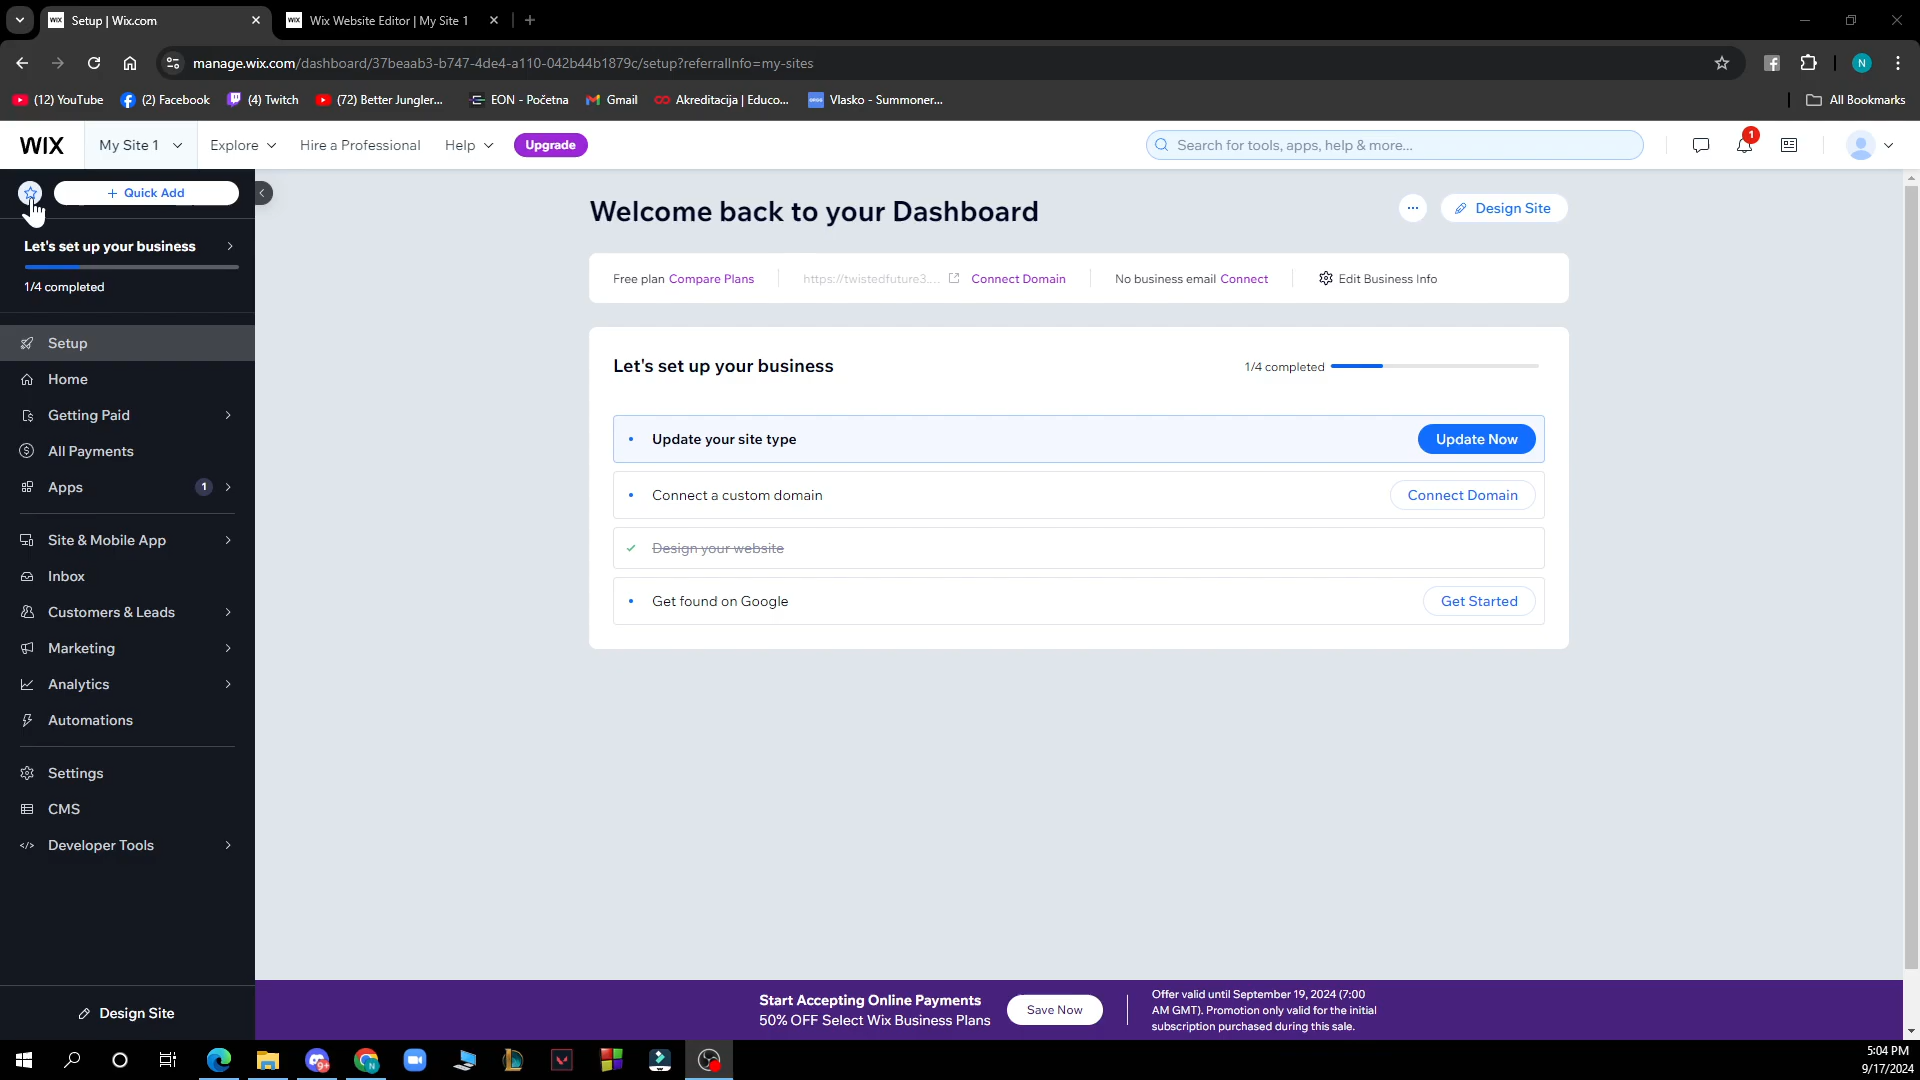 Setup | Wix.com
Wix Website Editor | My Site 1
manage.wix.com/dashboard/37beaab3-b747-4de4-a110-042b44b1879c/setup?referralInfo=my-sites
(12) YouTube
(2) Facebook
(4) Twitch
(72) Better Jungler...
EON - Početna
Gmail
Akreditacija | Educo...
Vlasko - Summoner...
All Bookmarks
N
WIX
My Site 1
Explore
Hire a Professional
Help
Upgrade
Search for tools, apps, help & more...
1
+ Quick Add
Let's set up your business
1/4 completed
Setup
Home
Getting Paid
All Payments
Apps
1
Site & Mobile App
Inbox
Customers & Leads
Marketing
Analytics
Automations
Settings
CMS
Developer Tools
Design Site
Welcome back to your Dashboard
Design Site
Free plan Compare Plans
https://twistedfuture3....
Connect Domain
No business email Connect
Edit Business Info
Let's set up your business
1/4 completed
Update your site type
Update Now
Connect a custom domain
Connect Domain
Design your website
Get found on Google
Get Started
Start Accepting Online Payments
50% OFF Select Wix Business Plans
Save Now
Offer valid until September 19, 2024 (7:00
AM GMT). Promotion only valid for the initial
subscription purchased during this sale.
5:04 PM
9/17/2024